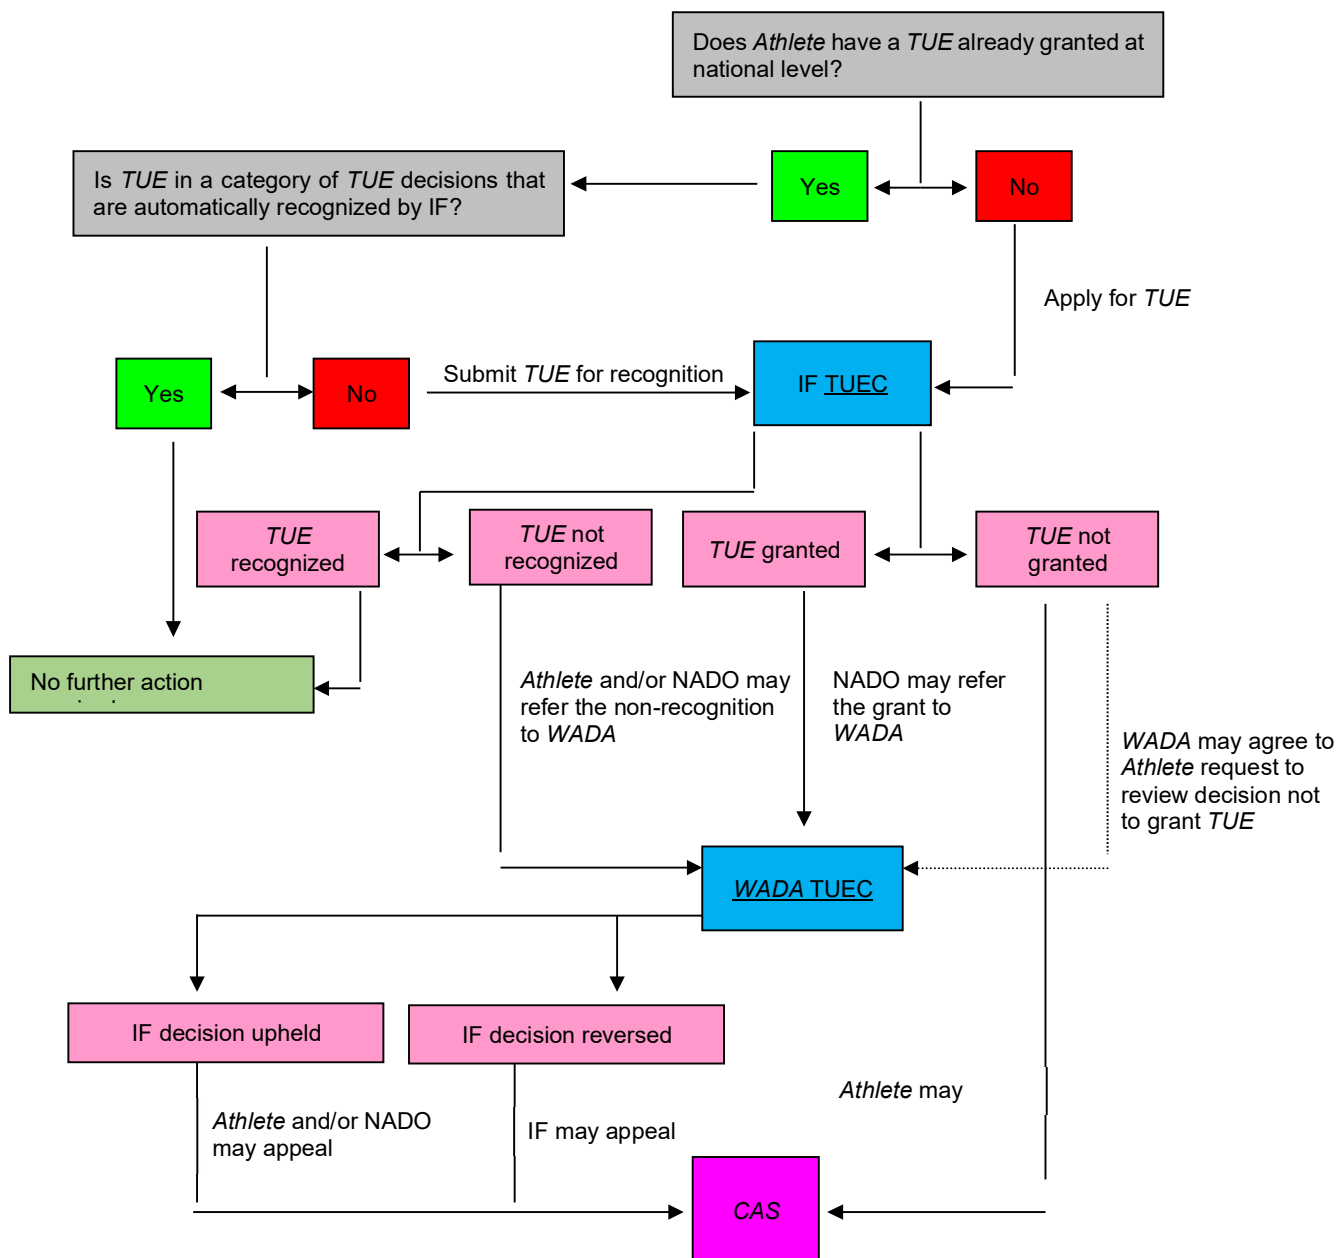 Does Athlete have a TUE already granted at
national level?
Is TUE in a category of TUE decisions that
are automatically recognized by IF?
Yes
No
Apply for TUE
Yes
No
Submit TUE for recognition
IF TUEC
TUE
recognized
TUE not
recognized
TUE granted
TUE not
granted
No further action
Athlete and/or NADO may
refer the non-recognition
to WADA
NADO may refer
the grant to
WADA
WADA may agree to
Athlete request to
review decision not
to grant TUE
WADA TUEC
IF decision upheld
IF decision reversed
Athlete may
Athlete and/or NADO
may appeal
IF may appeal
CAS